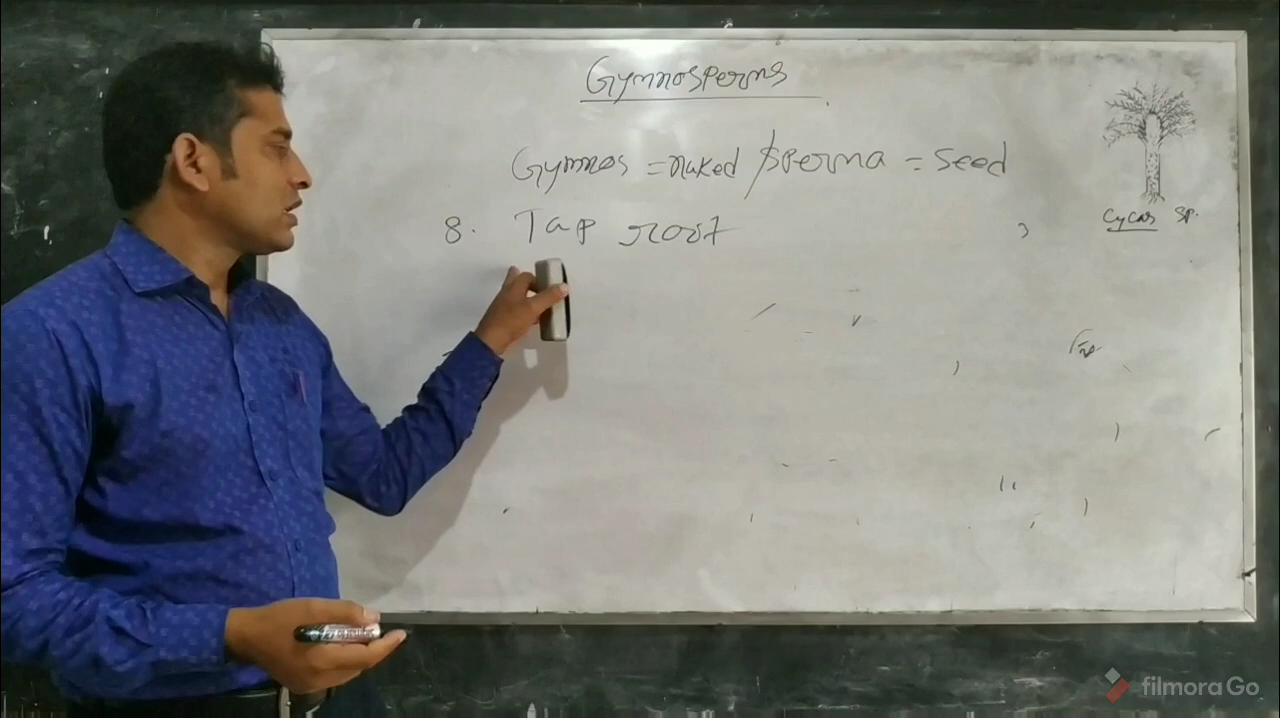 Gymnosperms
Gymnos = naked / sperma = seed
8. Tap root
Cycas sp.
filmoraGo